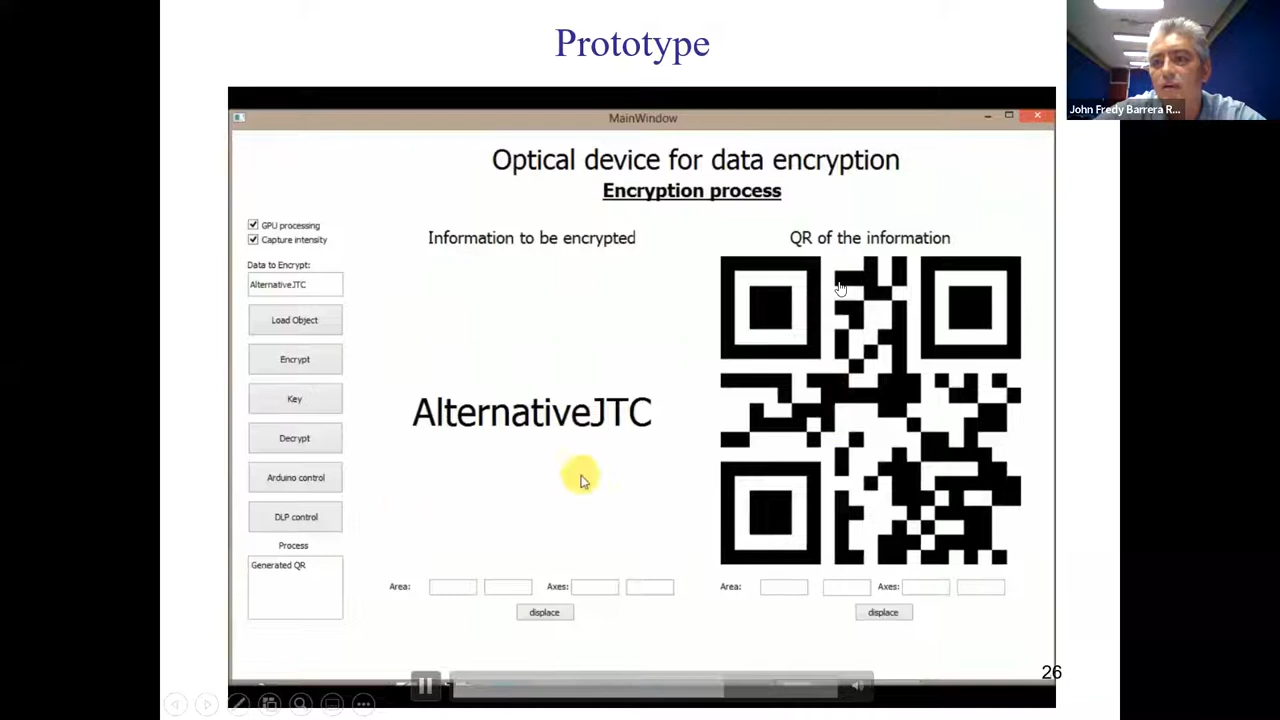 Prototype
John Fredy Barrera R...
MainWindow
Optical device for data encryption
Encryption process
GPU processing
Capture intensity
Information to be encrypted
QR of the information
Data to Encrypt:
AlternativeJTC
Load Object
Encrypt
Key
AlternativeJTC
Decrypt
Arduino control
DLP control
Process
Generated QR
Area:
Axes:
Area:
Axes:
displace
displace
26